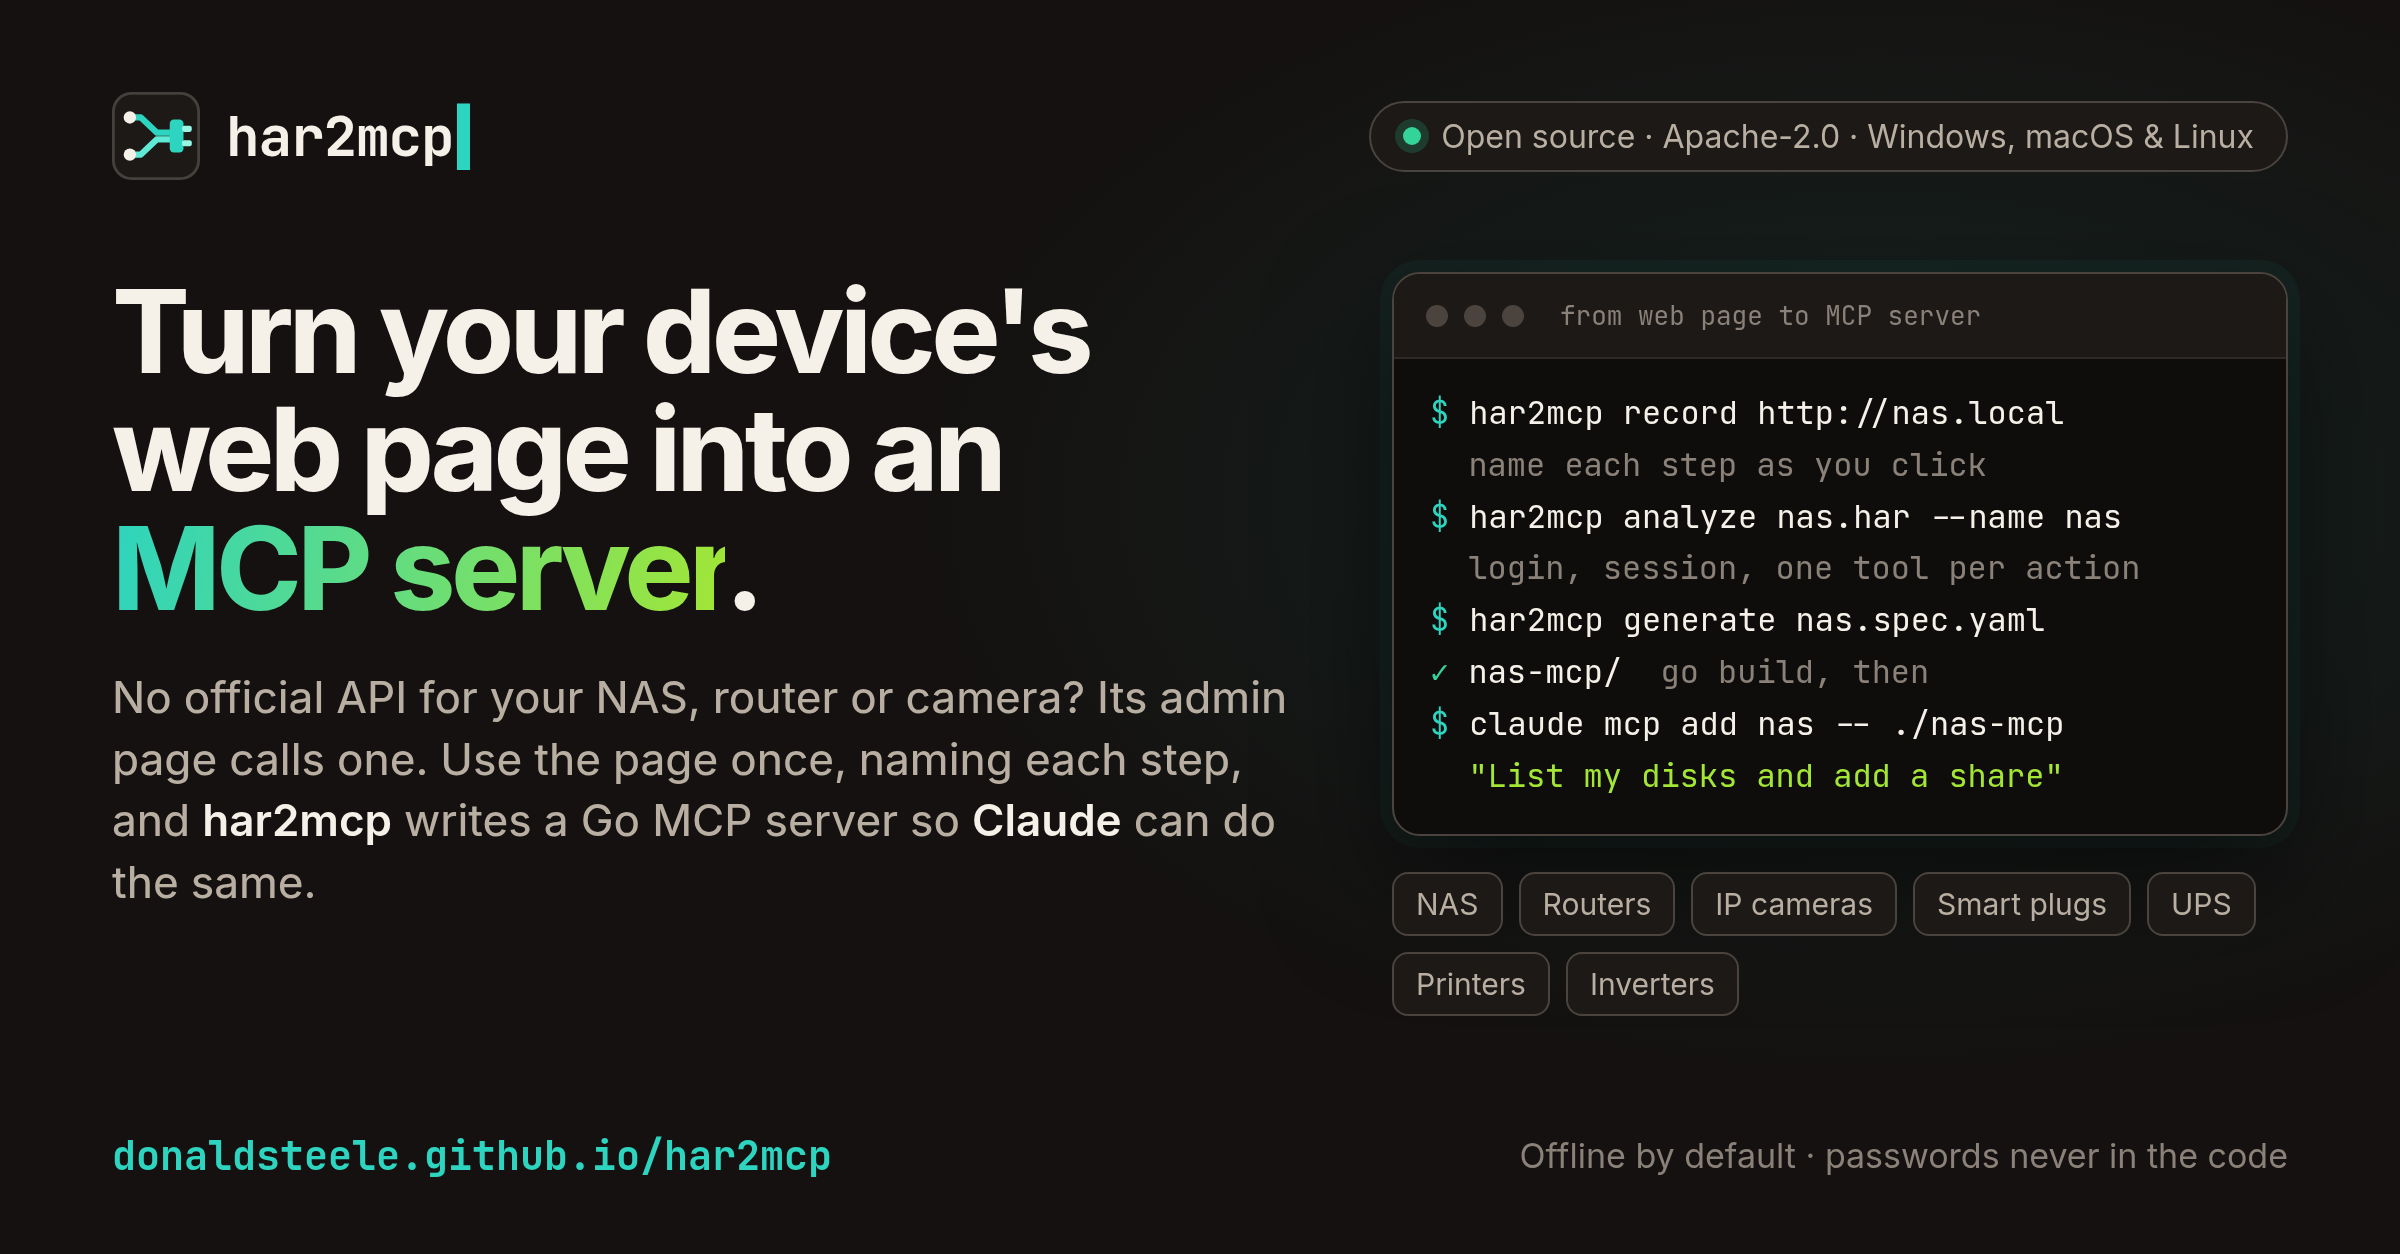 har2mcp
Open source · Apache-2.0 · Windows, macOS & Linux
Turn your device's
web page into an
MCP server.
No official API for your NAS, router or camera? Its admin
page calls one. Use the page once, naming each step,
and har2mcp writes a Go MCP server so Claude can do
the same.
from web page to MCP server
$ har2mcp record http://nas.local
name each step as you click
$ har2mcp analyze nas.har --name nas
login, session, one tool per action
$ har2mcp generate nas.spec.yaml
✓ nas-mcp/  go build, then
$ claude mcp add nas -- ./nas-mcp
"List my disks and add a share"
NAS
Routers
IP cameras
Smart plugs
UPS
Printers
Inverters
donaldsteele.github.io/har2mcp
Offline by default · passwords never in the code